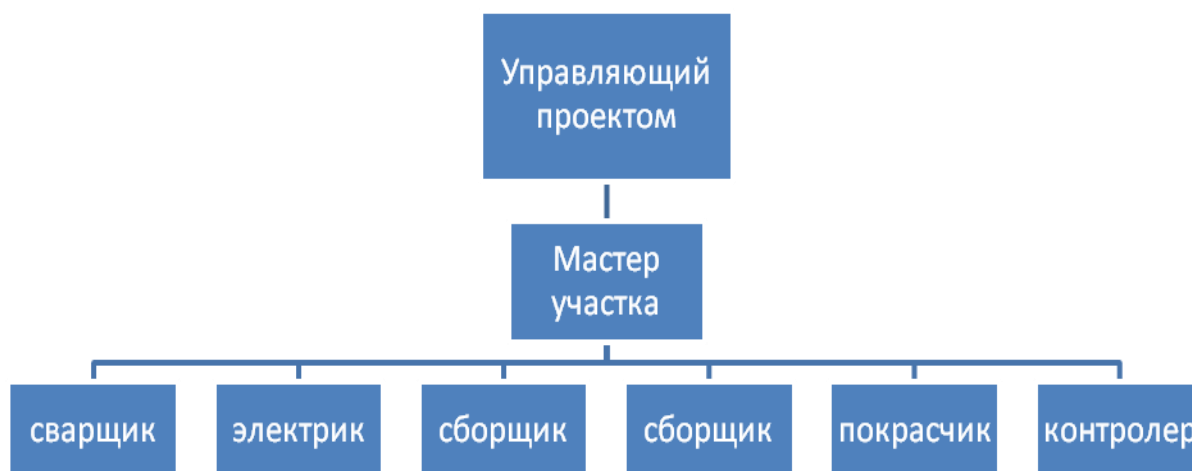 Управляющий
проектом
Мастер
участка
сварщик
электрик
сборщик
сборщик
покрасчик
контролер